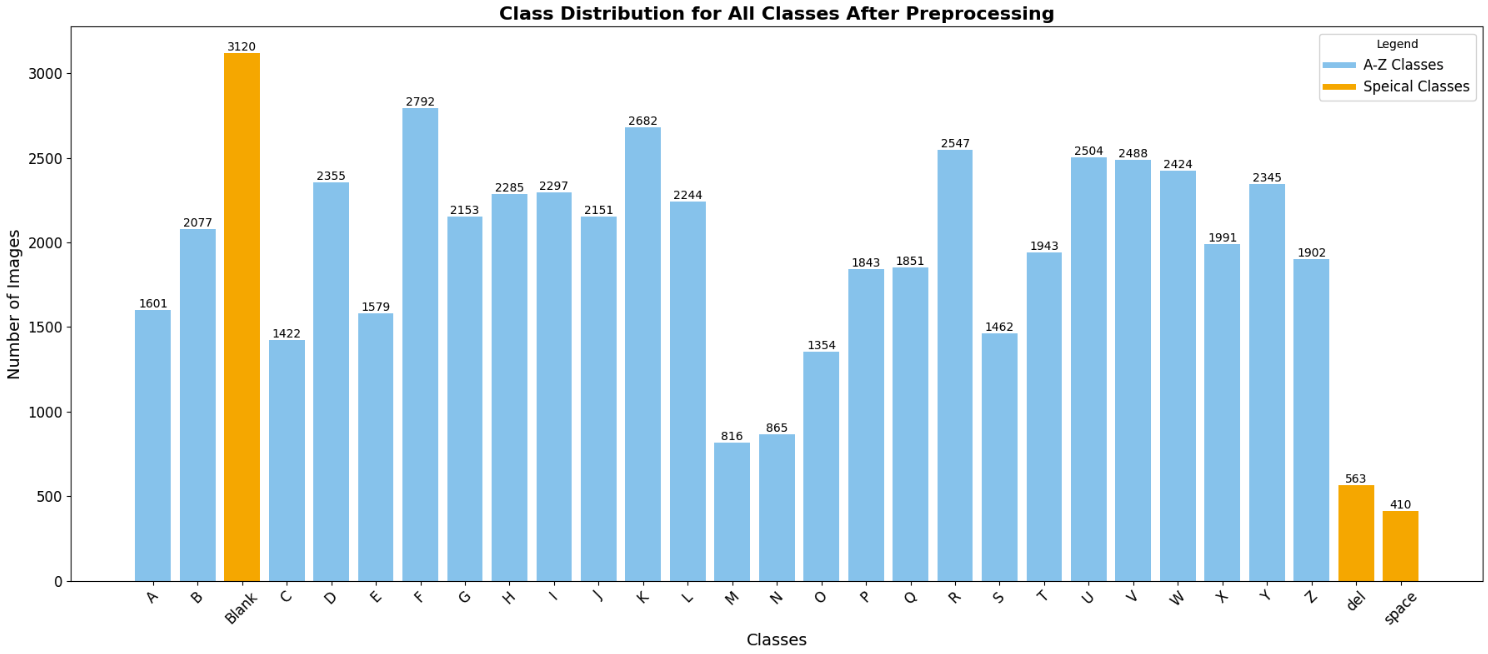 Class Distribution for All Classes After Preprocessing
Legend
A-Z Classes
Speical Classes
Number of Images
3000
2500
2000
1500
1000
500
0
1601 2077 3120 1422 2355 1579 2792 2153 2285 2297 2151 2682 2244 816 865 1354 1843 1851 2547 1462 1943 2504 2488 2424 1991 2345 1902 563 410
A B Blank C D E F G H I J K L M N O P Q R S T U V W X Y Z del space
Classes